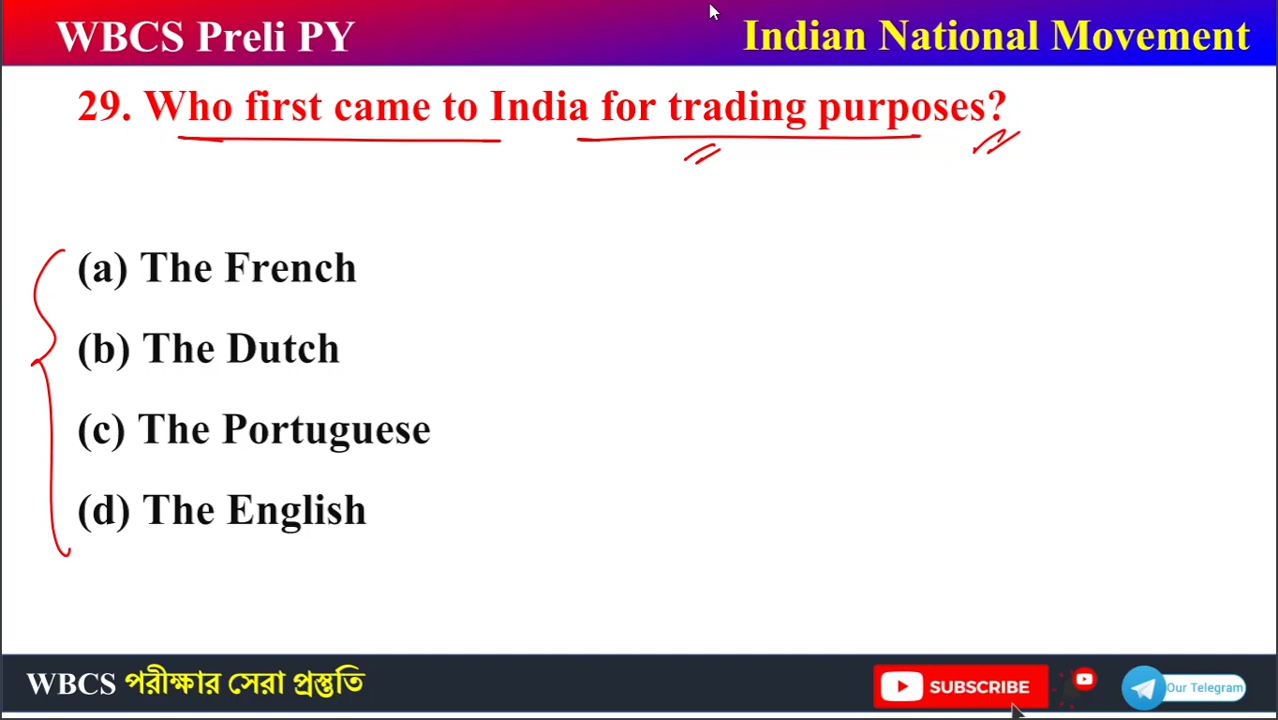 WBCS Preli PY
Indian National Movement
29. Who first came to India for trading purposes?
(a) The French
(b) The Dutch
(c) The Portuguese
(d) The English
WBCS পরীক্ষার সেরা প্রস্তুতি
SUBSCRIBE
Our Telegram